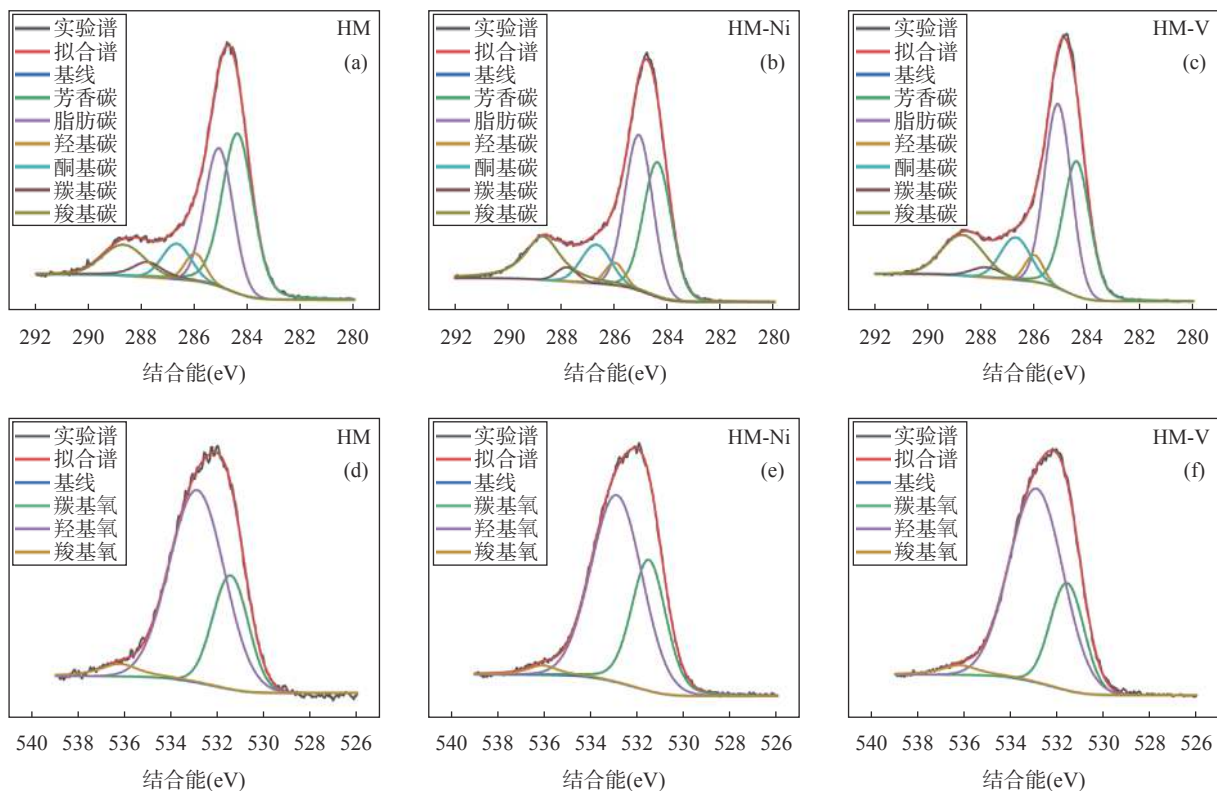 实验谱
拟合谱
基线
芳香碳
脂肪碳
羟基碳
酮基碳
羰基碳
羧基碳
HM
(a)
292 290 288 286 284 282 280
结合能(eV)
实验谱
拟合谱
基线
芳香碳
脂肪碳
羟基碳
酮基碳
羰基碳
羧基碳
HM-Ni
(b)
292 290 288 286 284 282 280
结合能(eV)
实验谱
拟合谱
基线
芳香碳
脂肪碳
羟基碳
酮基碳
羰基碳
羧基碳
HM-V
(c)
292 290 288 286 284 282 280
结合能(eV)
实验谱
拟合谱
基线
羰基氧
羟基氧
羧基氧
HM
(d)
540 538 536 534 532 530 528 526
结合能(eV)
实验谱
拟合谱
基线
羰基氧
羟基氧
羧基氧
HM-Ni
(e)
540 538 536 534 532 530 528 526
结合能(eV)
实验谱
拟合谱
基线
羰基氧
羟基氧
羧基氧
HM-V
(f)
540 538 536 534 532 530 528 526
结合能(eV)